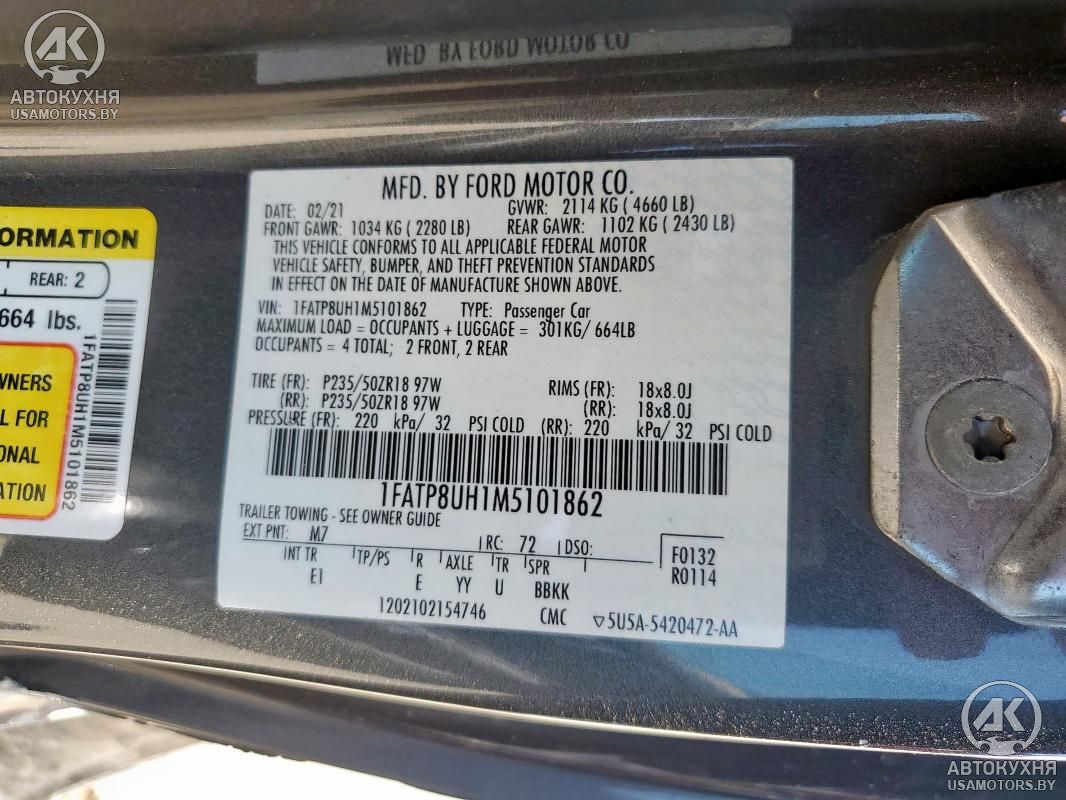 AK
АВТОКУХНЯ
USAMOTORS.BY
MFD. BY FORD MOTOR CO
ORMATION
REAR: 2
664 lbs.
WNERS
L FOR
ONAL
ATION
1FATP8UH1M5101862
MFD. BY FORD MOTOR CO.
DATE: 02/21 GVWR: 2114 KG ( 4660 LB)
FRONT GAWR: 1034 KG ( 2280 LB) REAR GAWR: 1102 KG ( 2430 LB)
THIS VEHICLE CONFORMS TO ALL APPLICABLE FEDERAL MOTOR
VEHICLE SAFETY, BUMPER, AND THEFT PREVENTION STANDARDS
IN EFFECT ON THE DATE OF MANUFACTURE SHOWN ABOVE.
VIN: 1FATP8UH1M5101862 TYPE: Passenger Car
MAXIMUM LOAD = OCCUPANTS + LUGGAGE = 301KG/ 664LB
OCCUPANTS = 4 TOTAL; 2 FRONT, 2 REAR
TIRE (FR): P235/50ZR18 97W RIMS (FR): 18x8.0J
(RR): P235/50ZR18 97W (RR): 18x8.0J
PRESSURE (FR): 220 kPa/ 32 PSI COLD (RR): 220 kPa/ 32 PSI COLD
1FATP8UH1M5101862
TRAILER TOWING - SEE OWNER GUIDE
EXT PNT: M7 RC: 72 DSO: F0132
INT TR TP/PS R AXLE TR SPR R0114
E1 E YY U BBKK
1202102154746 CMC ▽5U5A-5420472-AA
AK
АВТОКУХНЯ
USAMOTORS.BY